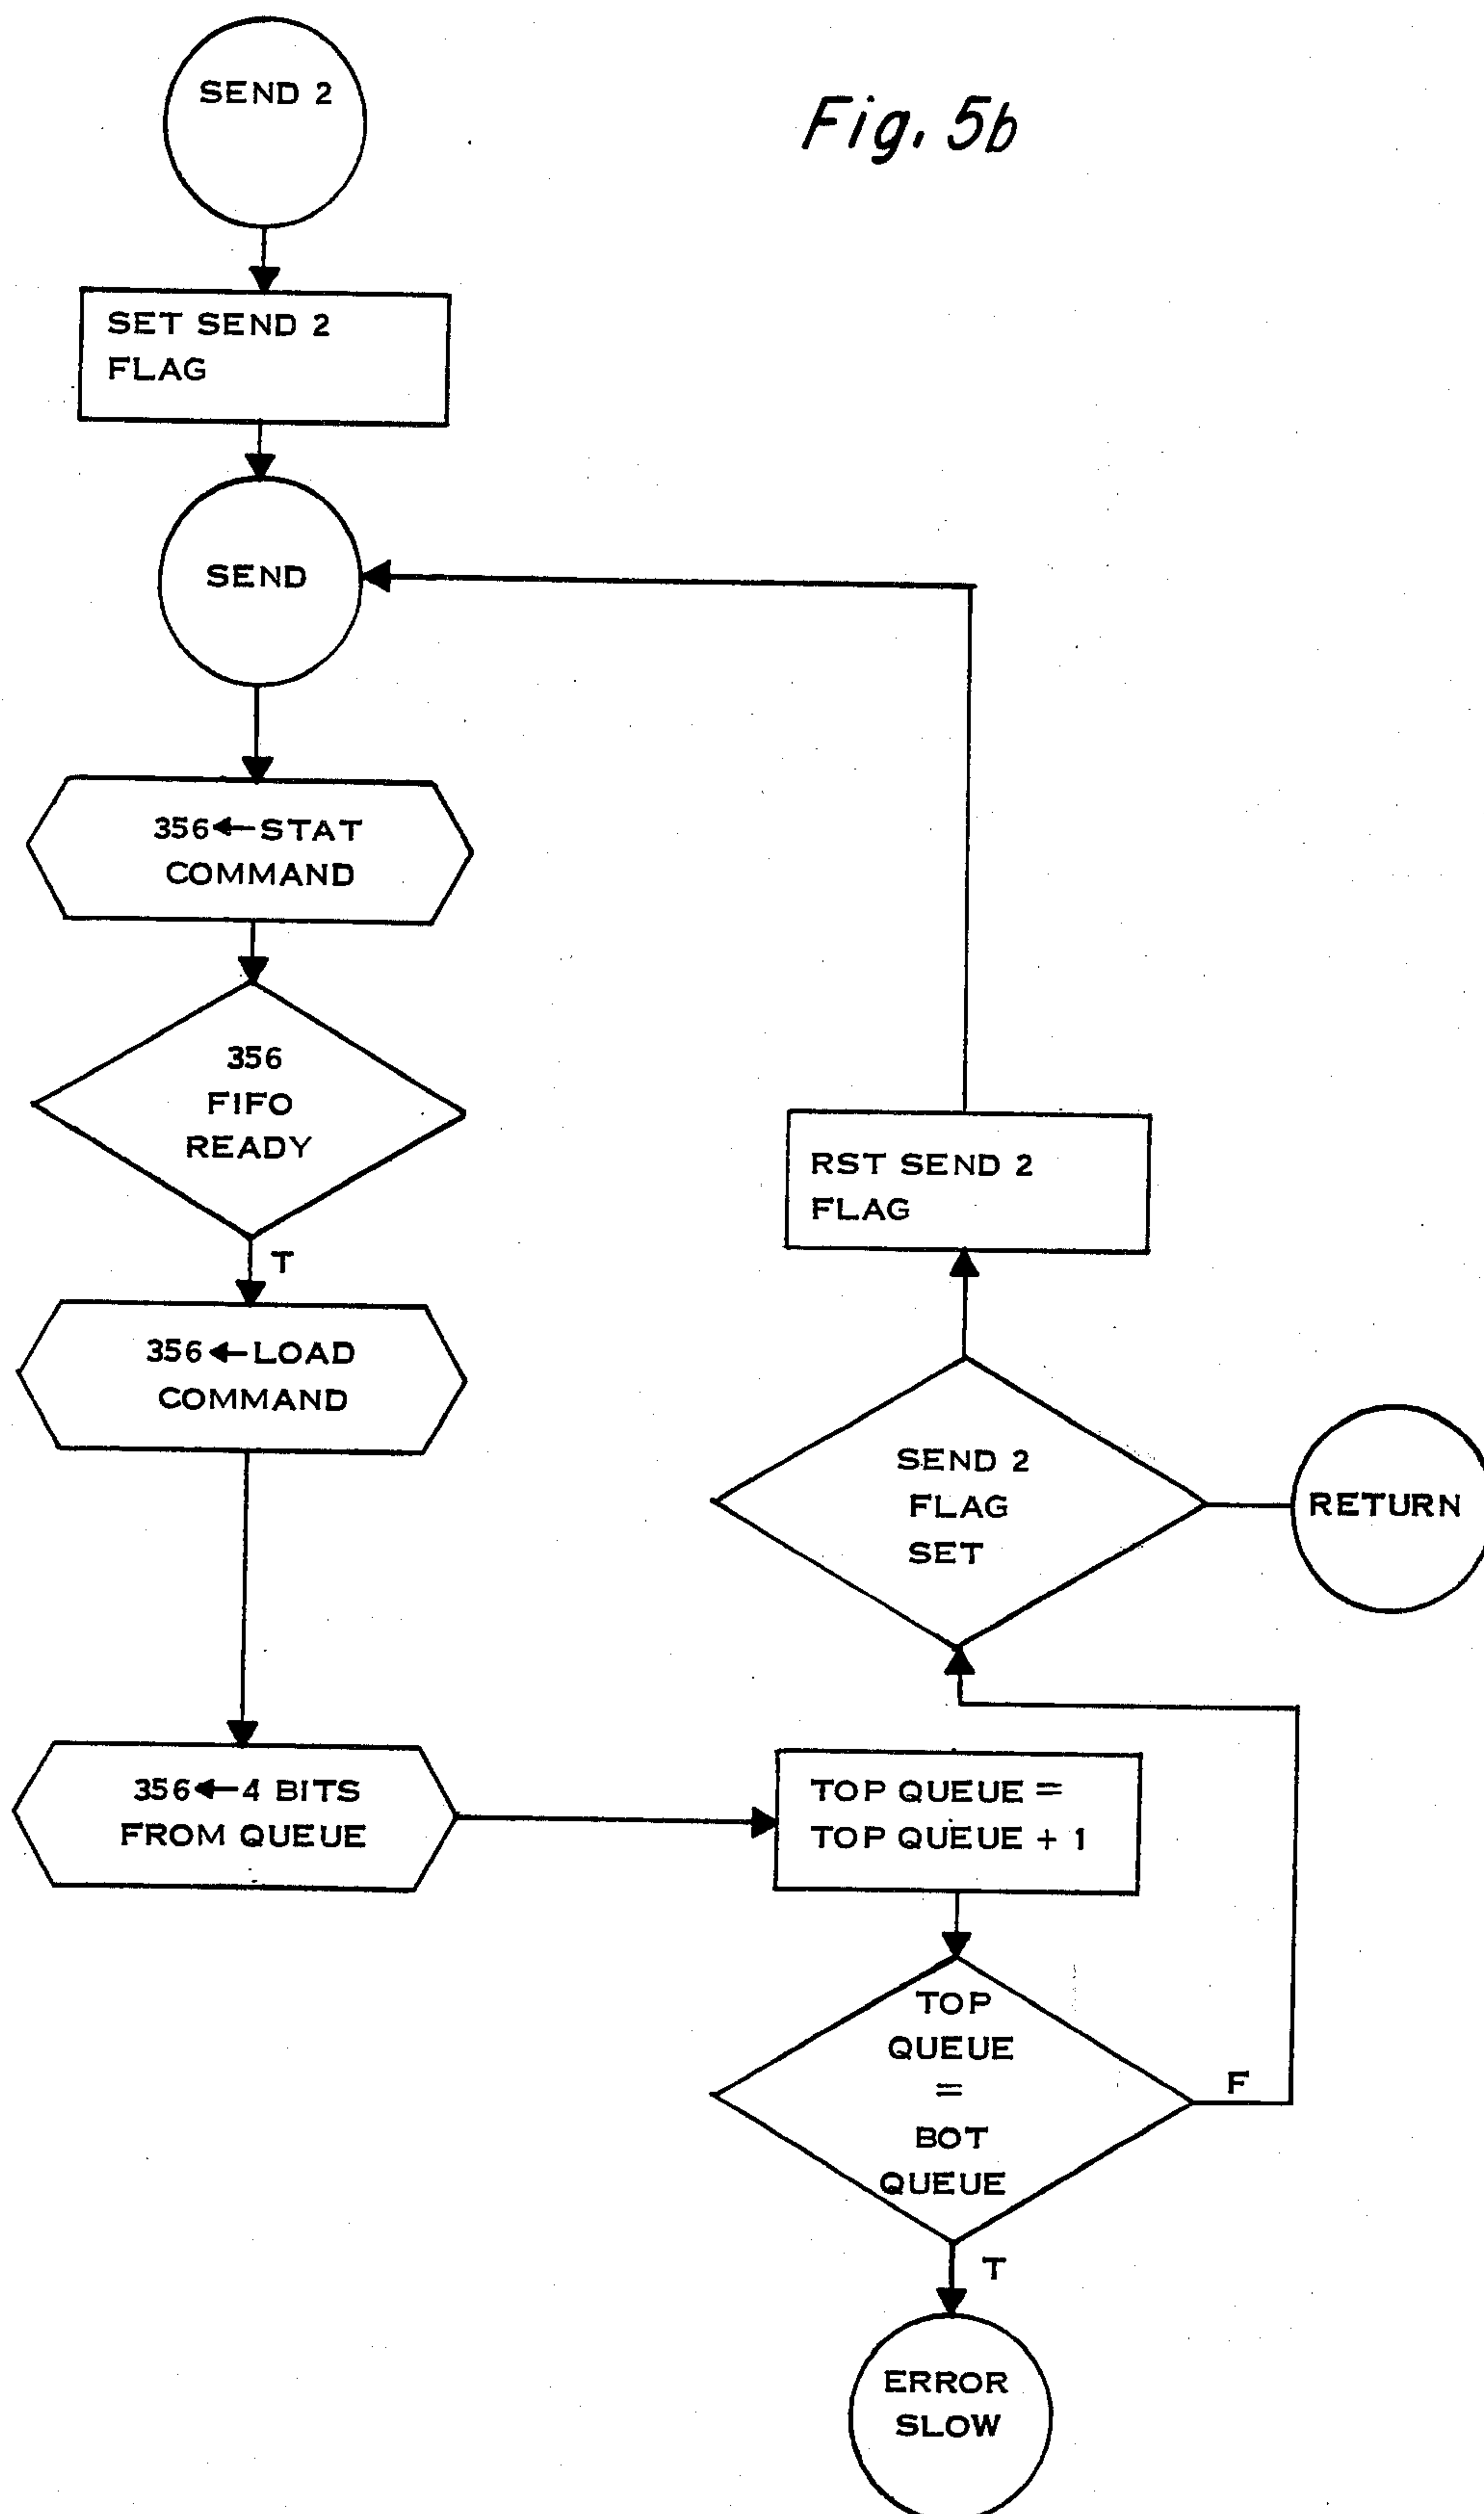 Fig. 5b
SEND 2
SET SEND 2
FLAG
SEND
356←STAT
COMMAND
356
FIFO
READY
T
356←LOAD
COMMAND
356←4 BITS
FROM QUEUE
TOP QUEUE =
TOP QUEUE + 1
TOP
QUEUE
=
BOT
QUEUE
F
T
ERROR
SLOW
SEND 2
FLAG
SET
RETURN
RST SEND 2
FLAG